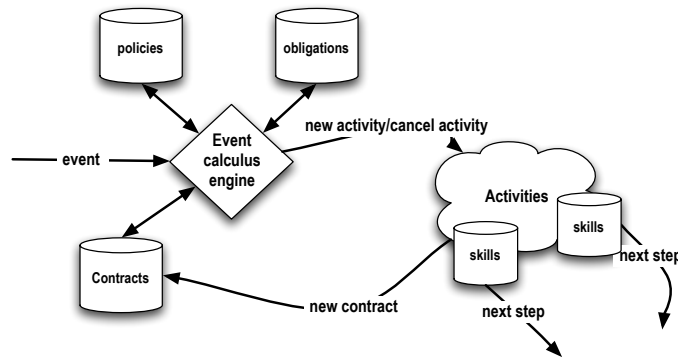 policies
obligations
new activity/cancel activity
event
Event
calculus
engine
Activities
skills
skills
next step
Contracts
new contract
next step